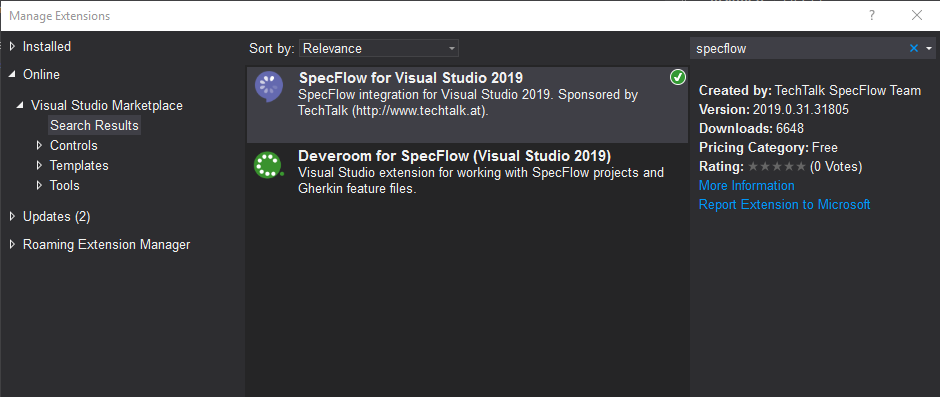 Manage Extensions
?
Installed
Online
Visual Studio Marketplace
Search Results
Controls
Templates
Tools
Updates (2)
Roaming Extension Manager
Sort by: Relevance
SpecFlow for Visual Studio 2019
SpecFlow integration for Visual Studio 2019. Sponsored by
TechTalk (http://www.techtalk.at).
Deveroom for SpecFlow (Visual Studio 2019)
Visual Studio extension for working with SpecFlow projects and
Gherkin feature files.
specflow
Created by: TechTalk SpecFlow Team
Version: 2019.0.31.31805
Downloads: 6648
Pricing Category: Free
Rating: ★★★★★ (0 Votes)
More Information
Report Extension to Microsoft